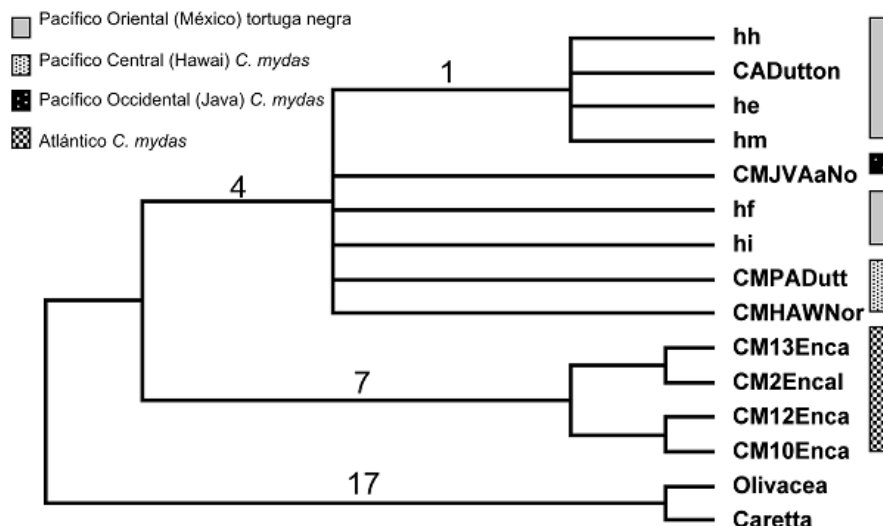 Pacífico Oriental (México) tortuga negra
Pacífico Central (Hawai) C. mydas
Pacífico Occidental (Java) C. mydas
Atlántico C. mydas
1
4
7
17
hh
CADutton
he
hm
CMJVAaNo
hf
hi
CMPADutt
CMHAWNor
CM13Enca
CM2Encal
CM12Enca
CM10Enca
Olivacea
Caretta